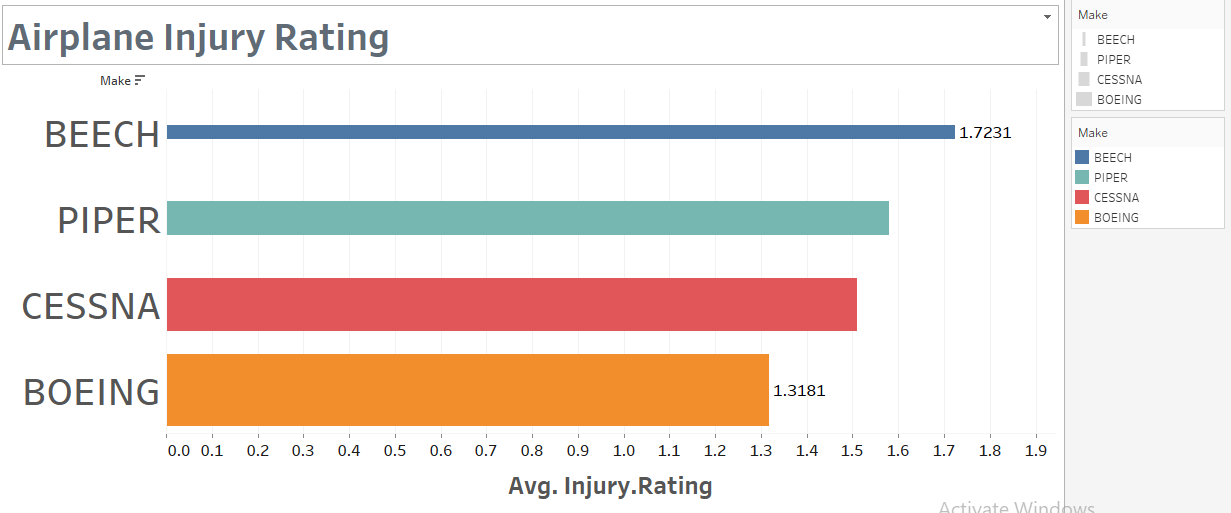 Airplane Injury Rating
Make
BEECH
1.7231
PIPER
CESSNA
BOEING
1.3181
0.0 0.1 0.2 0.3 0.4 0.5 0.6 0.7 0.8 0.9 1.0 1.1 1.2 1.3 1.4 1.5 1.6 1.7 1.8 1.9
Avg. Injury.Rating
Make
BEECH
PIPER
CESSNA
BOEING
Make
BEECH
PIPER
CESSNA
BOEING
Activate Windows